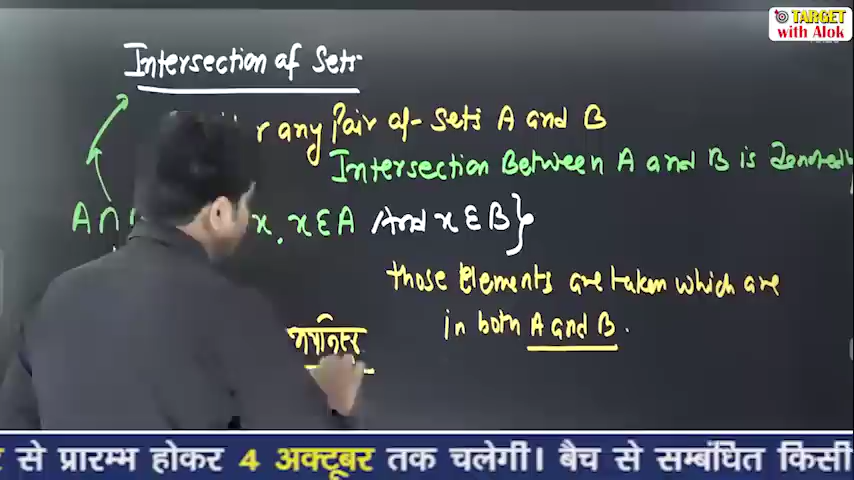 TARGET
with Alok
Intersection of Sets
any Pair of Sets A and B
Intersection Between A and B is Denoted
A∩ x, x∈A And x∈B}
those Elements are taken which are
in both A and B.
से प्रारम्भ होकर 4 अक्टूबर तक चलेगी। बैच से सम्बंधित किसी